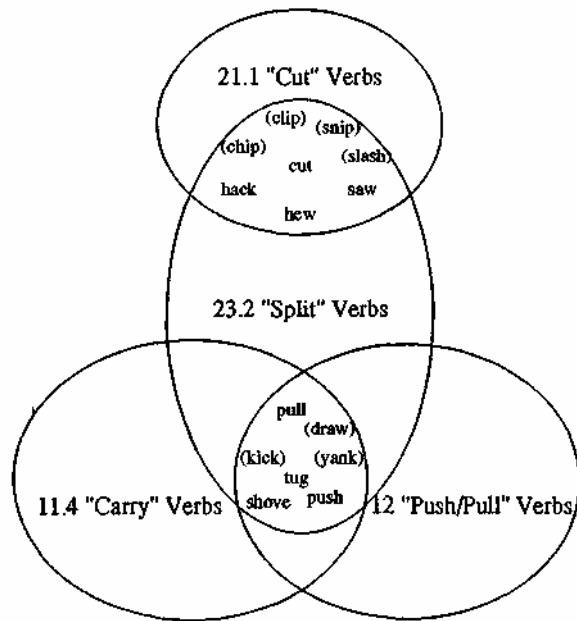 21.1 "Cut" Verbs
(clip)
(snip)
(chip)
(slash)
cut
hack
saw
hew
23.2 "Split" Verbs
pull
(draw)
(kick)
(yank)
tug
11.4 "Carry" Verbs
shove
push
12 "Push/Pull" Verbs